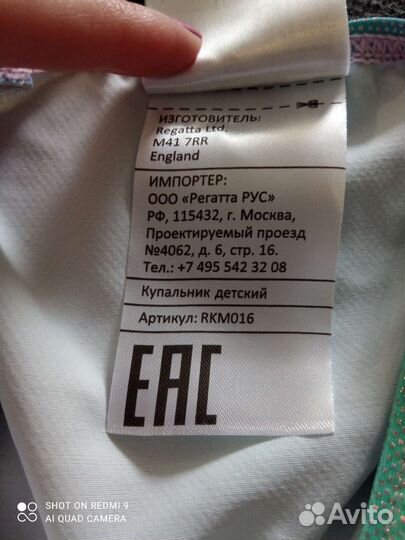 ИЗГОТОВИТЕЛЬ:
Regatta Ltd.
M41 7RR
England
ИМПОРТЕР:
ООО «Регатта РУС»
РФ, 115432, г. Москва,
Проектируемый проезд
№4062, д. 6, стр. 16.
Тел.: +7 495 542 32 08
Купальник детский
Артикул: RKM016
EAC
SHOT ON REDMI 9
AI QUAD CAMERA
Avito